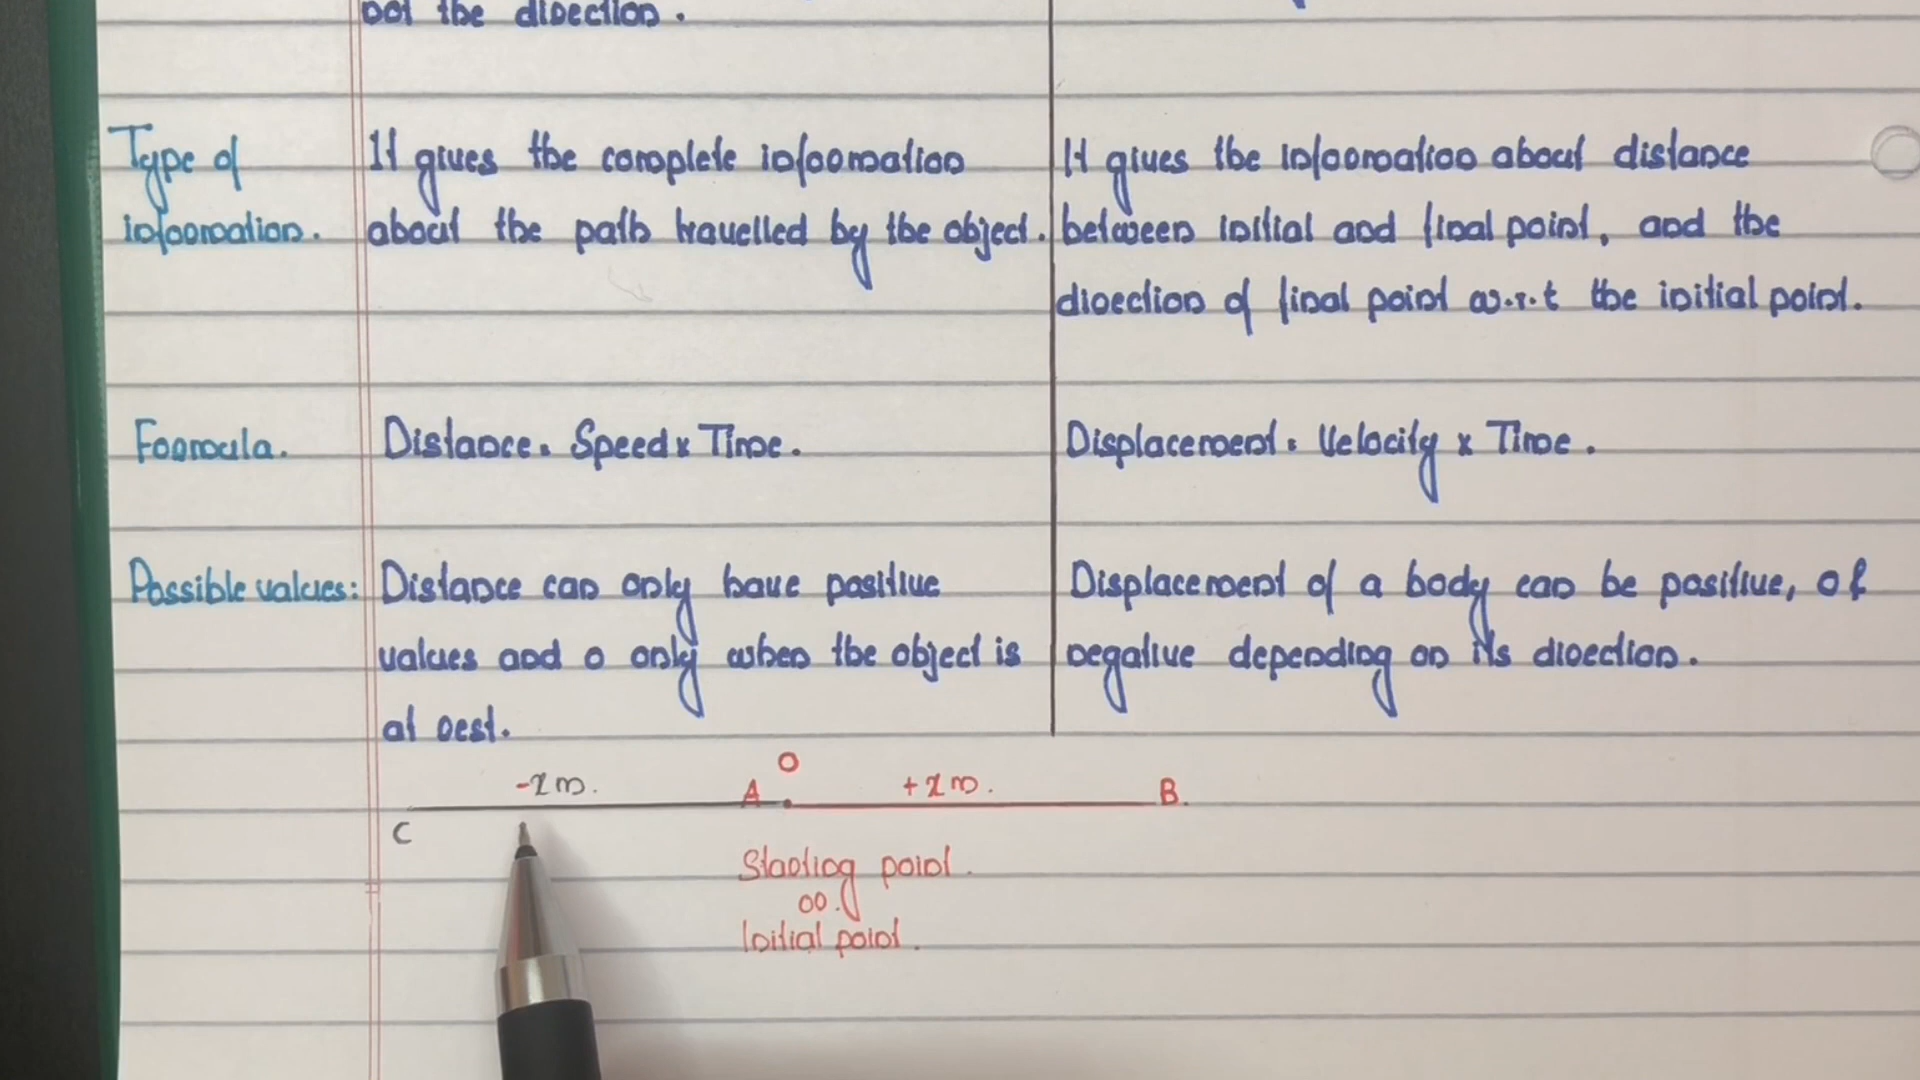 not the direction.
Type of
information.
It gives the complete information
about the path travelled by the object.
It gives the information about distance
between initial and final point, and the
direction of final point w.r.t the initial point.
Formula.
Distance = Speed x Time.
Displacement = Velocity x Time.
Possible values:
Distance can only have positive
values and 0 only when the object is
at rest.
Displacement of a body can be positive, or
negative depending on its direction.
-2m.
A
O
+2m.
B.
C
Starting point.
or.
Initial point.